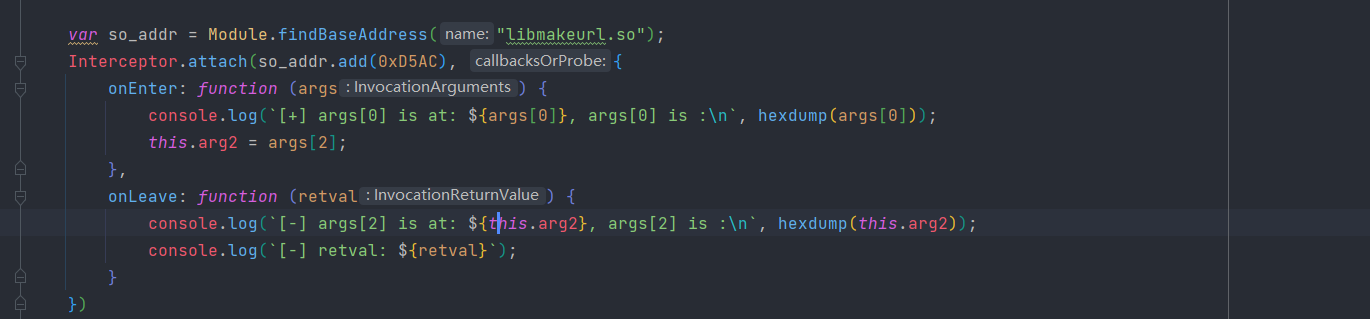 var so_addr = Module.findBaseAddress( name: "libmakeurl.so");
Interceptor.attach(so_addr.add(0xD5AC), callbacksOrProbe: {
onEnter: function (args : InvocationArguments ) {
console.log(`[+] args[0] is at: ${args[0]}, args[0] is :\n`, hexdump(args[0]));
this.arg2 = args[2];
},
onLeave: function (retval : InvocationReturnValue ) {
console.log(`[-] args[2] is at: ${this.arg2}, args[2] is :\n`, hexdump(this.arg2));
console.log(`[-] retval: ${retval}`);
}
})